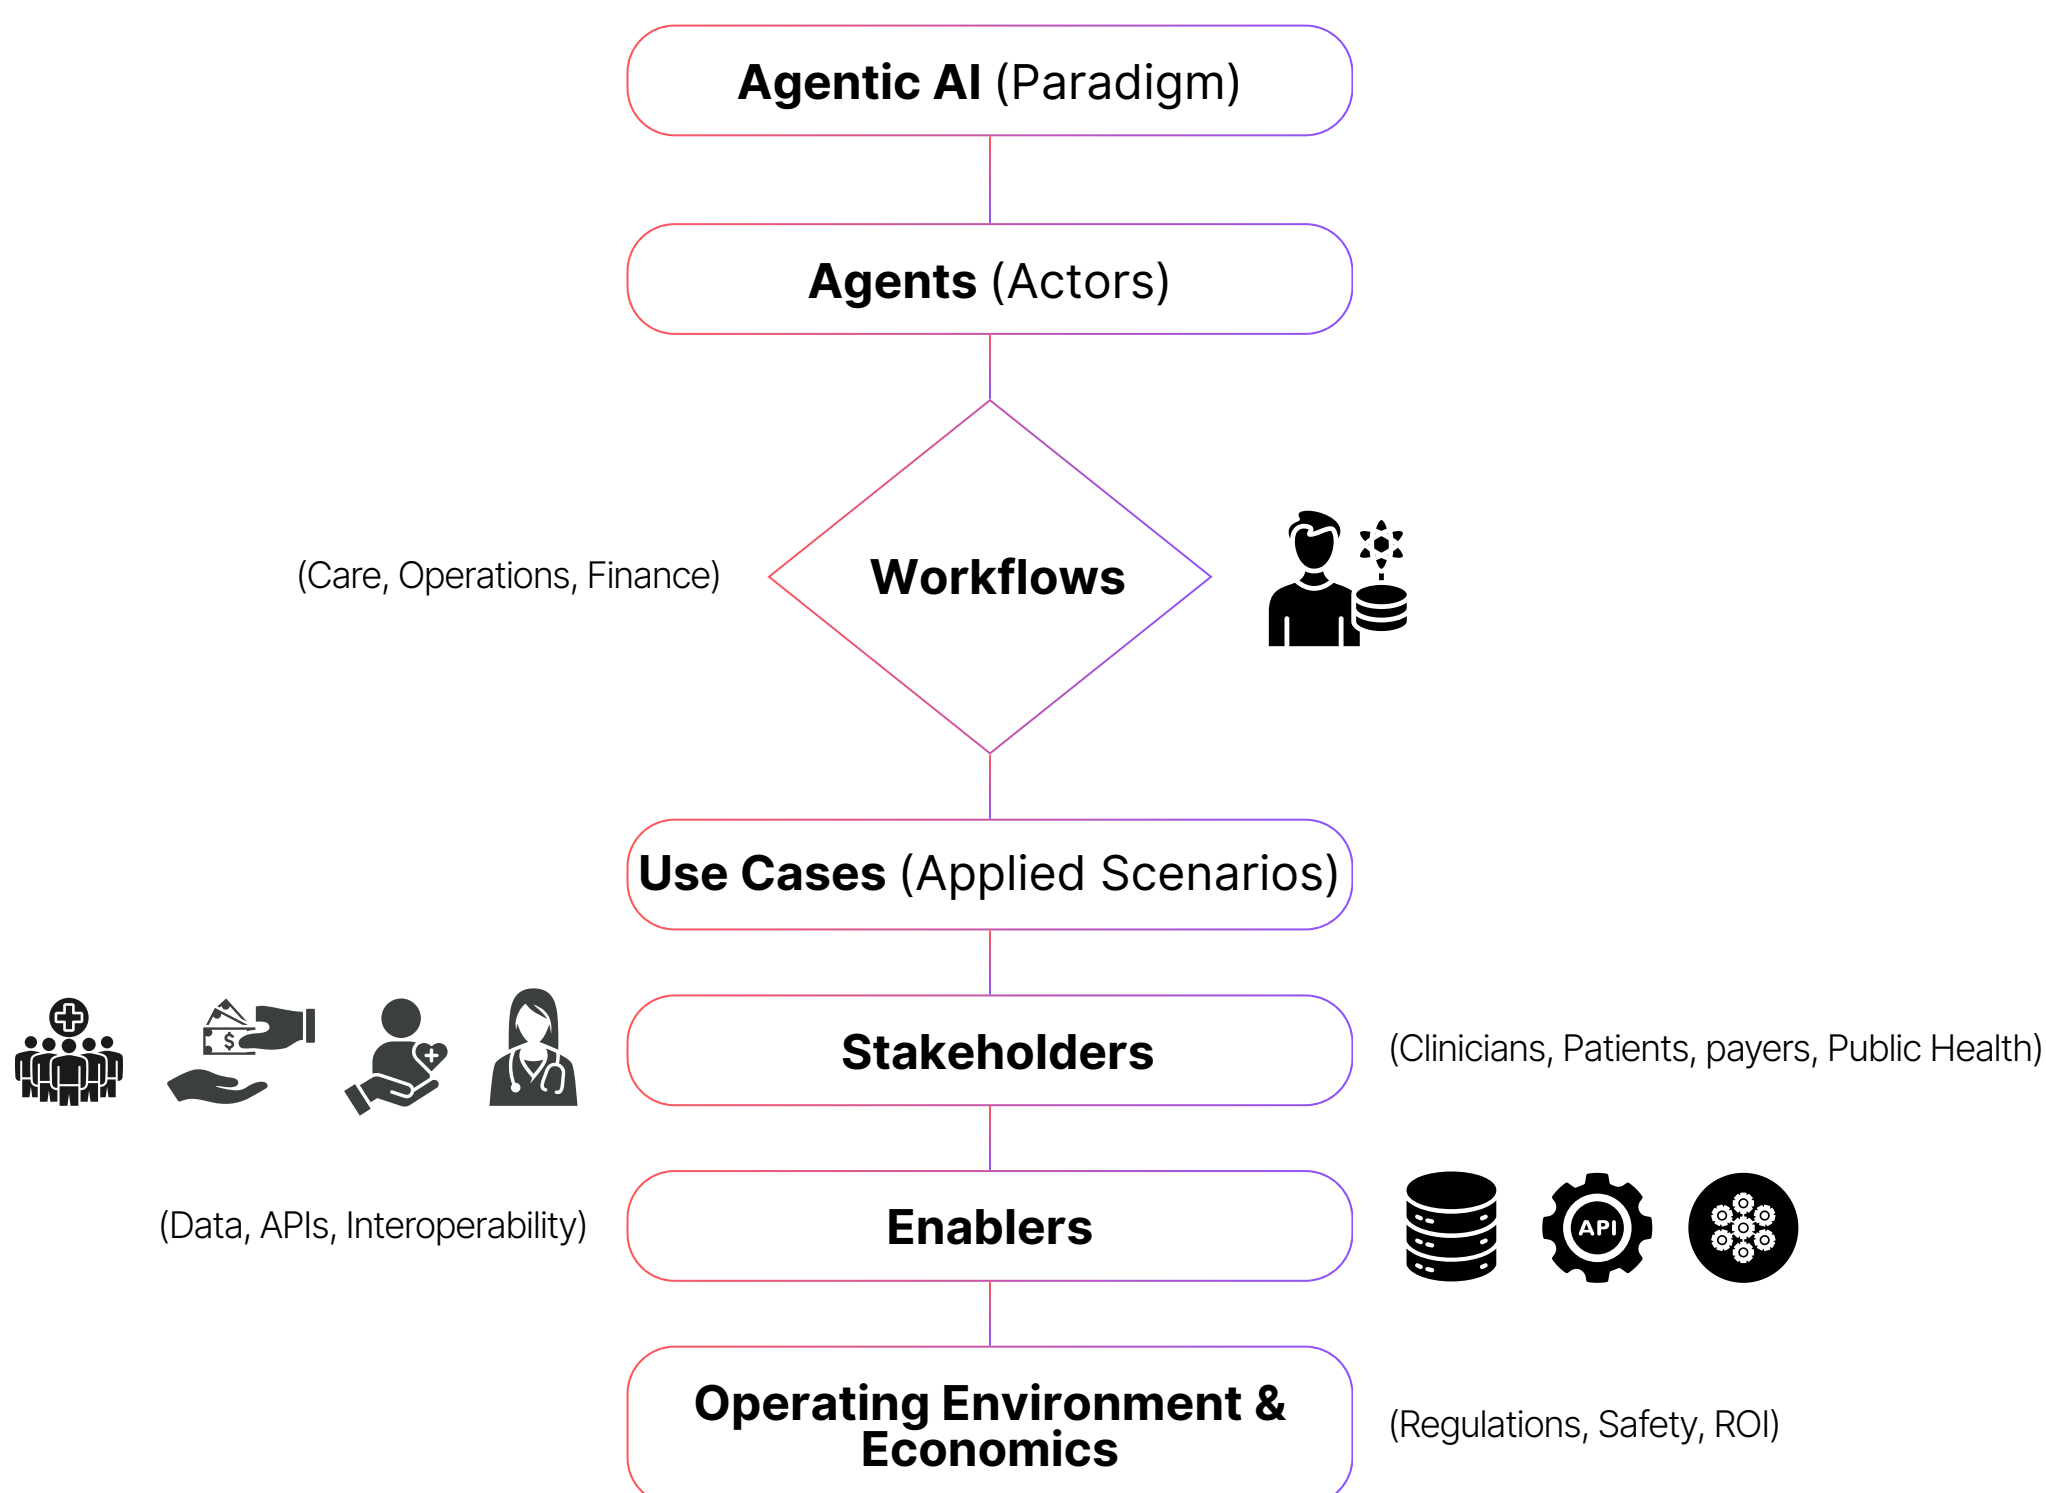 Agentic AI (Paradigm)
Agents (Actors)
(Care, Operations, Finance)
Workflows
Use Cases (Applied Scenarios)
$
Stakeholders
(Clinicians, Patients, payers, Public Health)
(Data, APIs, Interoperability)
Enablers
API
Operating Environment &
Economics
(Regulations, Safety, ROI)